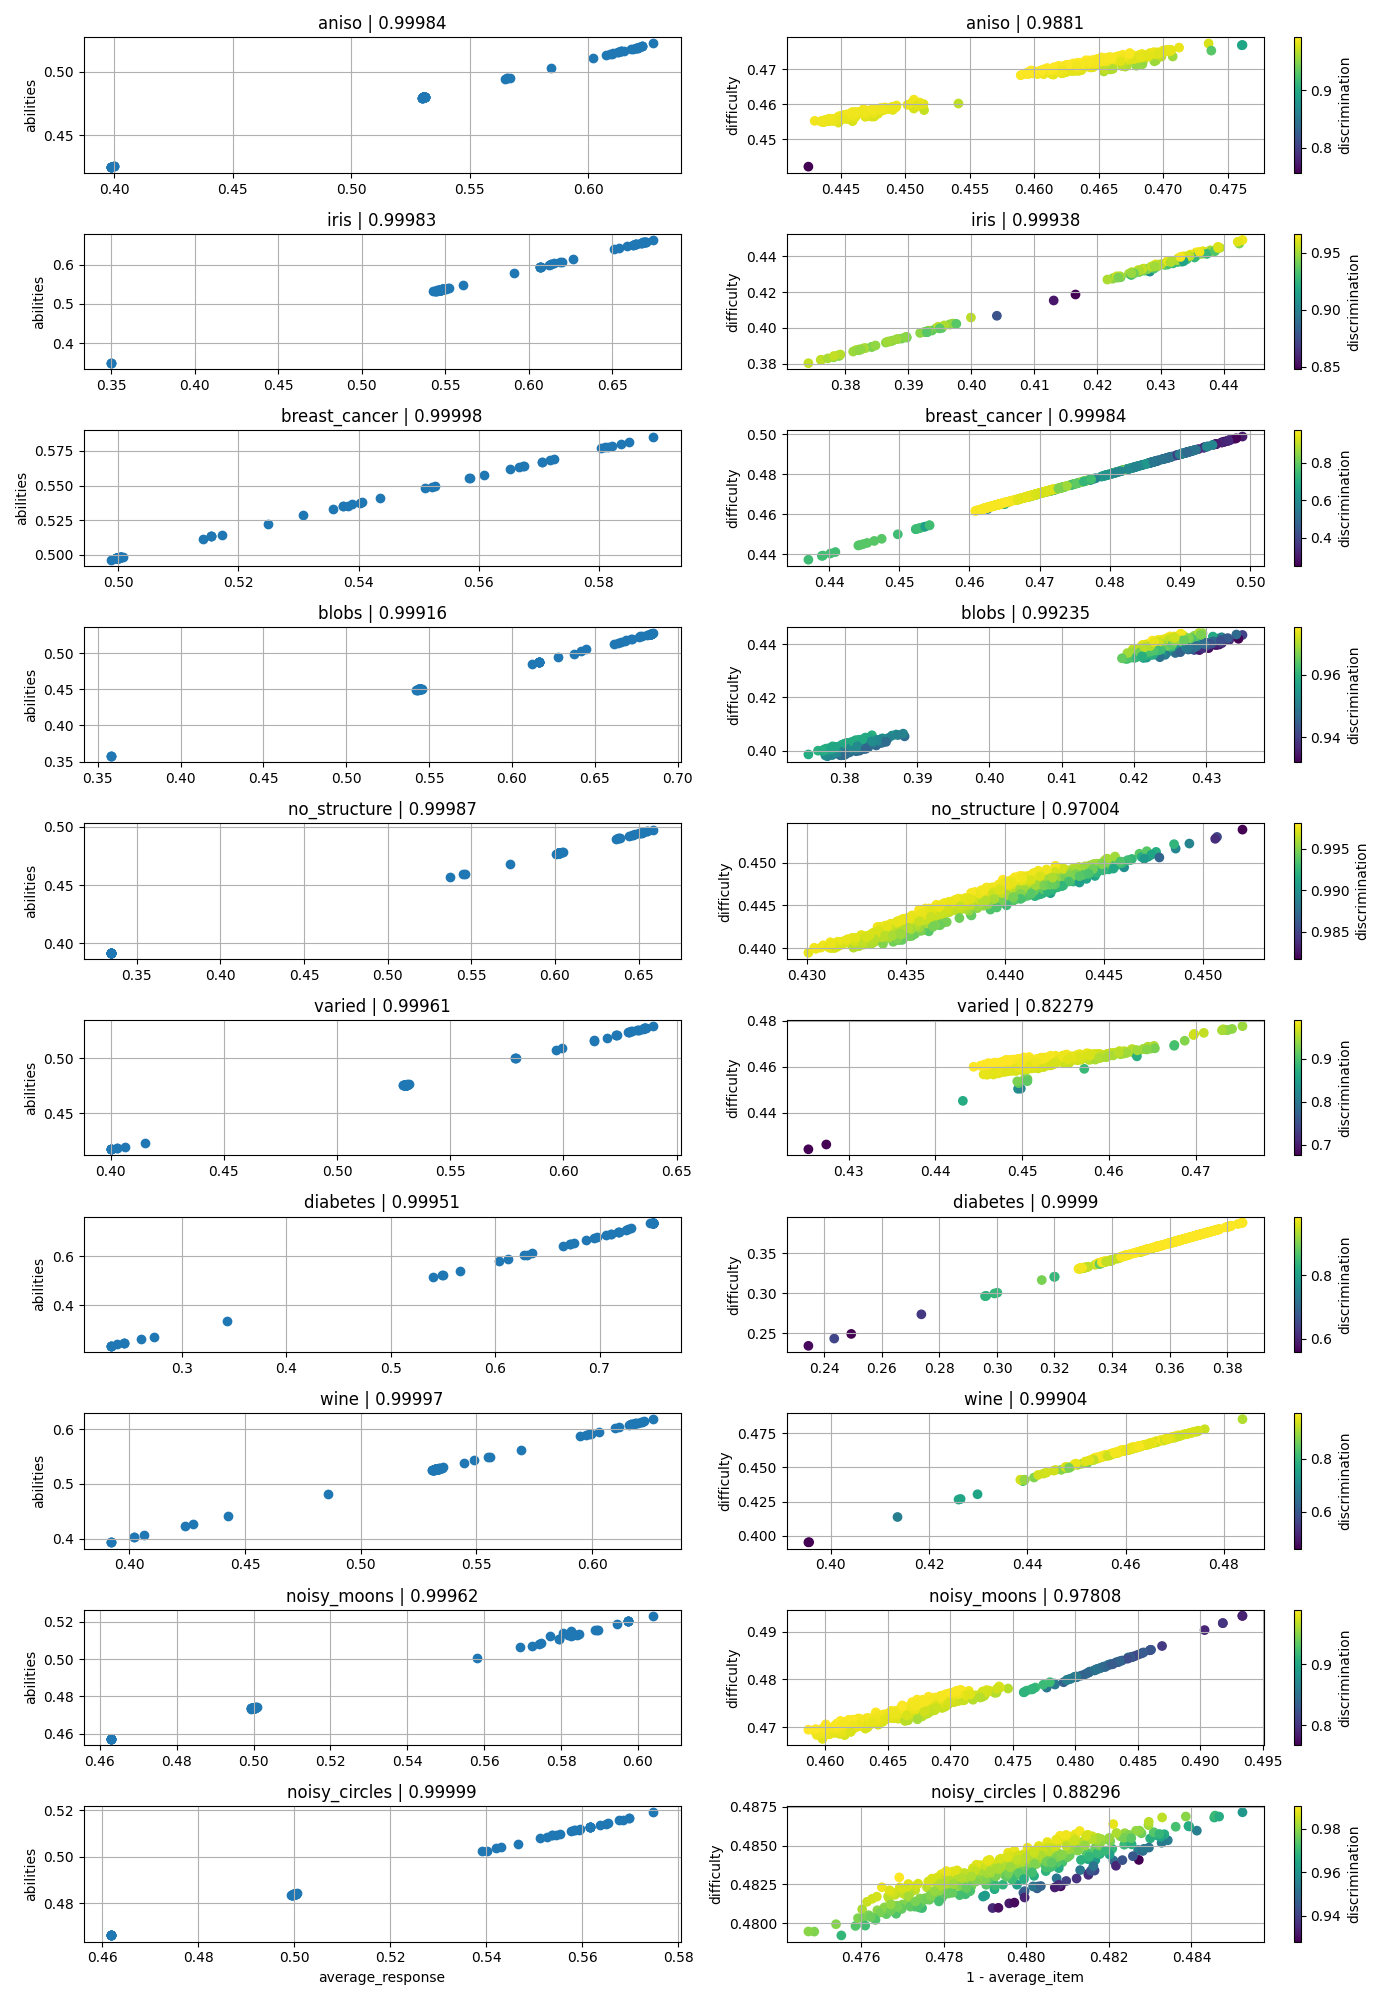 aniso | 0.99984
abilities
0.50
0.45
0.40 0.45 0.50 0.55 0.60
aniso | 0.9881
difficulty
0.47
0.46
0.45
0.445 0.450 0.455 0.460 0.465 0.470 0.475
0.9
0.8
discrimination
iris | 0.99983
abilities
0.6
0.5
0.4
0.35 0.40 0.45 0.50 0.55 0.60 0.65
iris | 0.99938
difficulty
0.44
0.42
0.40
0.38
0.38 0.39 0.40 0.41 0.42 0.43 0.44
0.95
0.90
0.85
discrimination
breast_cancer | 0.99998
abilities
0.575
0.550
0.525
0.500
0.50 0.52 0.54 0.56 0.58
breast_cancer | 0.99984
difficulty
0.50
0.48
0.46
0.44
0.44 0.45 0.46 0.47 0.48 0.49 0.50
0.8
0.6
0.4
discrimination
blobs | 0.99916
abilities
0.50
0.45
0.40
0.35
0.35 0.40 0.45 0.50 0.55 0.60 0.65 0.70
blobs | 0.99235
difficulty
0.44
0.42
0.40
0.38 0.39 0.40 0.41 0.42 0.43
0.96
0.94
discrimination
no_structure | 0.99987
abilities
0.50
0.45
0.40
0.35 0.40 0.45 0.50 0.55 0.60 0.65
no_structure | 0.97004
difficulty
0.450
0.445
0.440
0.430 0.435 0.440 0.445 0.450
0.995
0.990
0.985
discrimination
varied | 0.99961
abilities
0.50
0.45
0.40 0.45 0.50 0.55 0.60 0.65
varied | 0.82279
difficulty
0.48
0.46
0.44
0.43 0.44 0.45 0.46 0.47
0.9
0.8
0.7
discrimination
diabetes | 0.99951
abilities
0.6
0.4
0.3 0.4 0.5 0.6 0.7
diabetes | 0.9999
difficulty
0.35
0.30
0.25
0.24 0.26 0.28 0.30 0.32 0.34 0.36 0.38
0.8
0.6
discrimination
wine | 0.99997
abilities
0.6
0.5
0.4
0.40 0.45 0.50 0.55 0.60
wine | 0.99904
difficulty
0.475
0.450
0.425
0.400
0.40 0.42 0.44 0.46 0.48
0.8
0.6
discrimination
noisy_moons | 0.99962
abilities
0.52
0.50
0.48
0.46
0.46 0.48 0.50 0.52 0.54 0.56 0.58 0.60
noisy_moons | 0.97808
difficulty
0.49
0.48
0.47
0.460 0.465 0.470 0.475 0.480 0.485 0.490 0.495
0.9
0.8
discrimination
noisy_circles | 0.99999
abilities
0.52
0.50
0.48
0.46 0.48 0.50 0.52 0.54 0.56 0.58
average_response
noisy_circles | 0.88296
difficulty
0.4875
0.4850
0.4825
0.4800
0.476 0.478 0.480 0.482 0.484
1 - average_item
0.98
0.96
0.94
discrimination